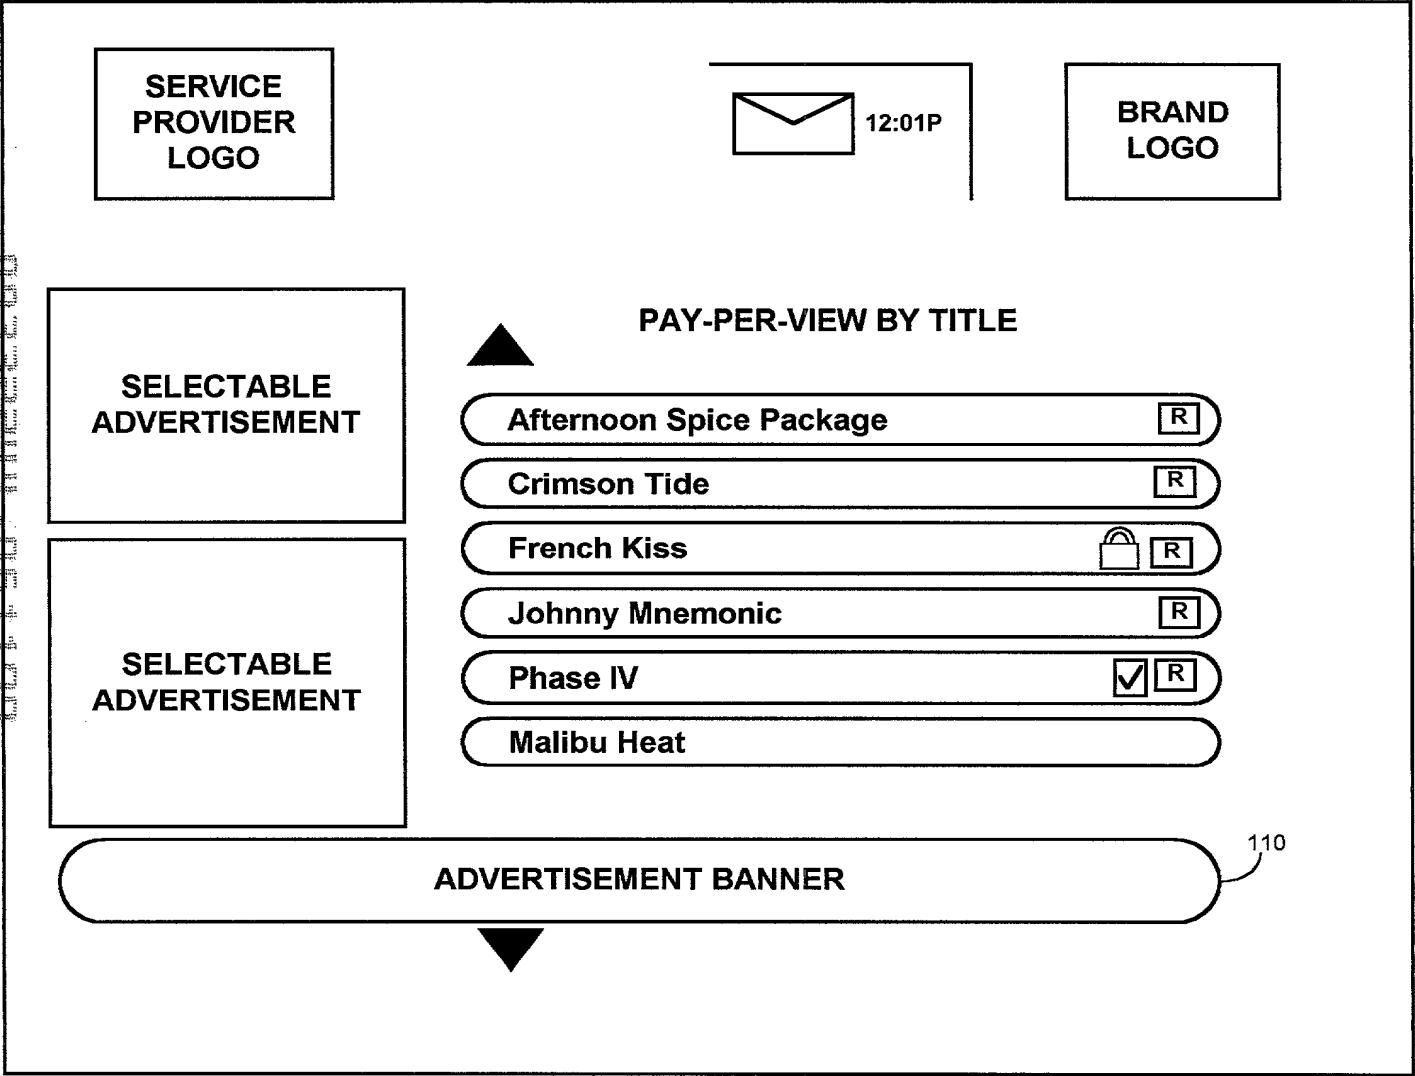 SERVICE
PROVIDER
LOGO
12:01P
BRAND
LOGO
SELECTABLE
ADVERTISEMENT
PAY-PER-VIEW BY TITLE
Afternoon Spice Package R
Crimson Tide R
French Kiss R
Johnny Mnemonic R
Phase IV R
Malibu Heat
SELECTABLE
ADVERTISEMENT
ADVERTISEMENT BANNER
110